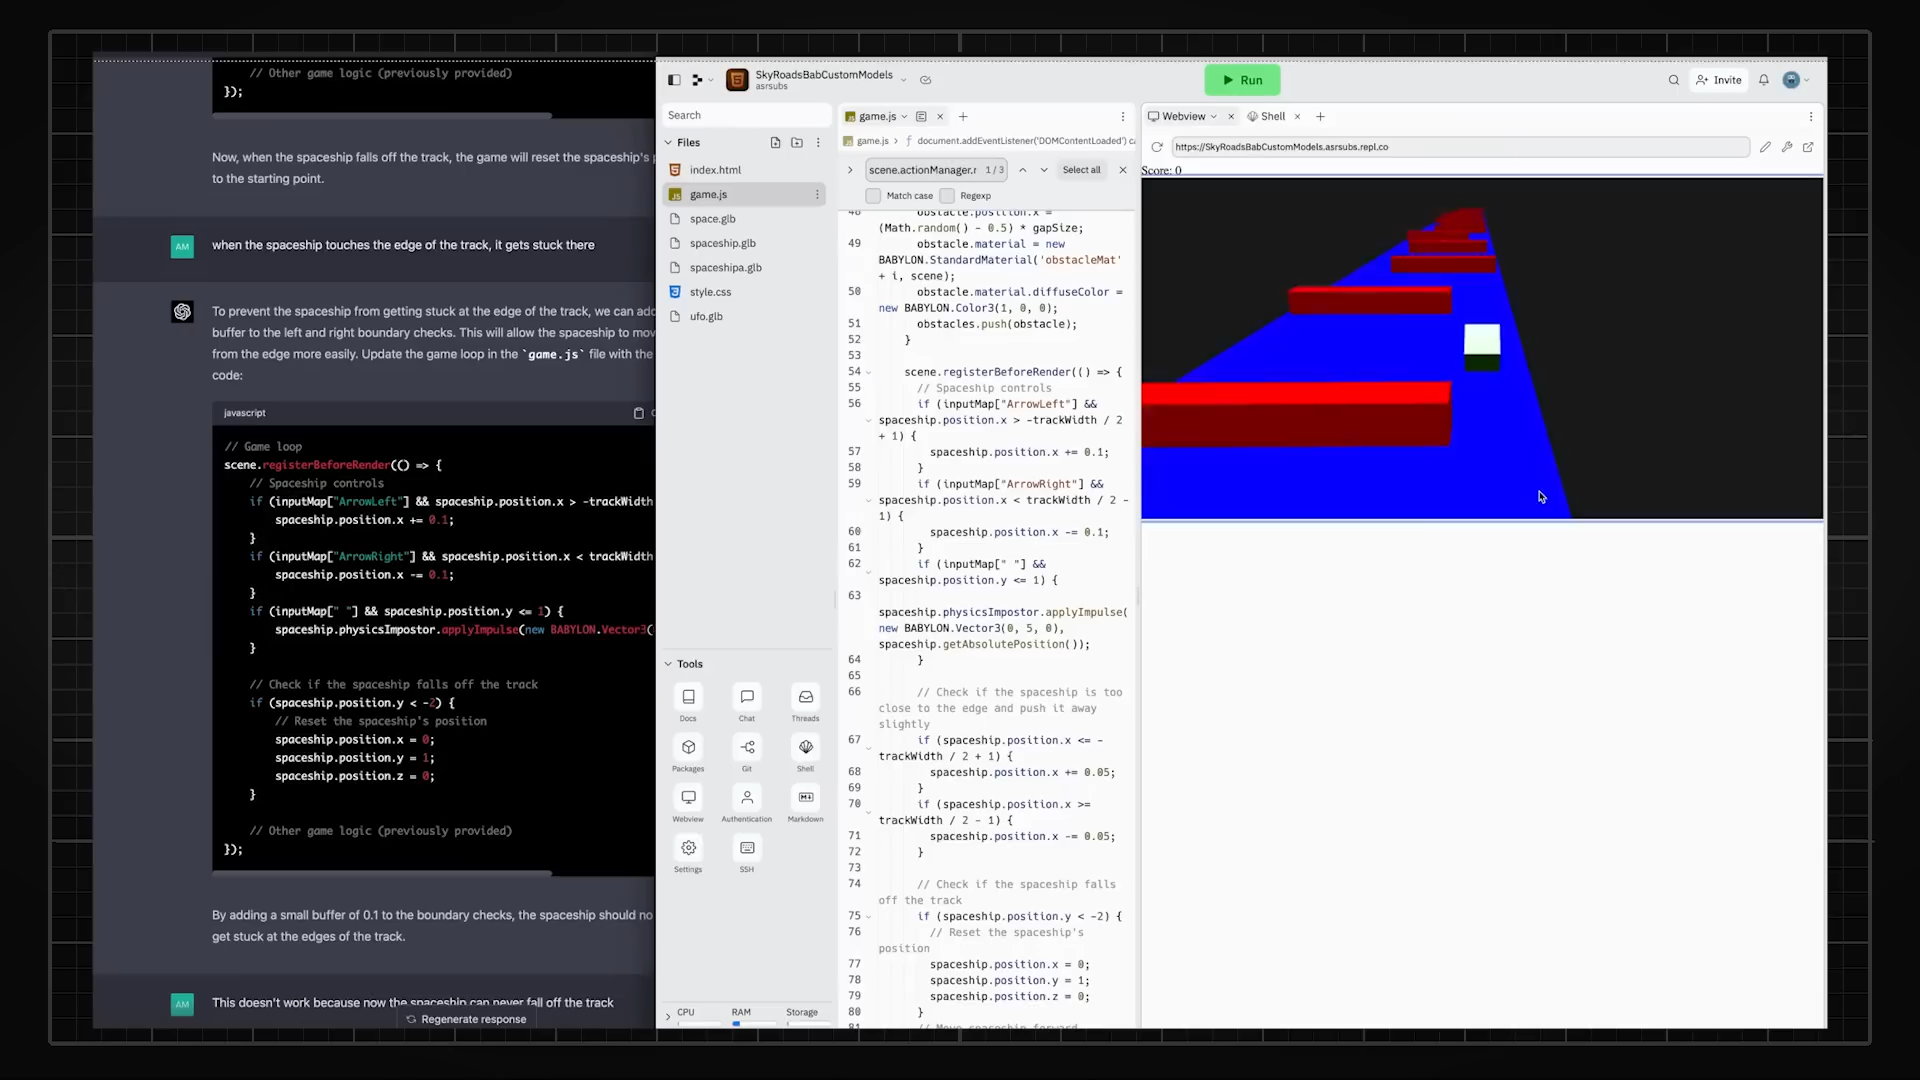 // Other game logic (previously provided)
});
Now, when the spaceship falls off the track, the game will reset the spaceship's
to the starting point.
AM
when the spaceship touches the edge of the track, it gets stuck there
To prevent the spaceship from getting stuck at the edge of the track, we can add
buffer to the left and right boundary checks. This will allow the spaceship to mov
from the edge more easily. Update the game loop in the `game.js` file with the
code:
javascript
// Game loop
scene.registerBeforeRender(() => {
// Spaceship controls
if (inputMap["ArrowLeft"] && spaceship.position.x > -trackWidth
spaceship.position.x += 0.1;
}
if (inputMap["ArrowRight"] && spaceship.position.x < trackWidth
spaceship.position.x -= 0.1;
}
if (inputMap[" "] && spaceship.position.y <= 1) {
spaceship.physicsImpostor.applyImpulse(new BABYLON.Vector3(
}
// Check if the spaceship falls off the track
if (spaceship.position.y < -2) {
// Reset the spaceship's position
spaceship.position.x = 0;
spaceship.position.y = 1;
spaceship.position.z = 0;
}
// Other game logic (previously provided)
});
By adding a small buffer of 0.1 to the boundary checks, the spaceship should no
get stuck at the edges of the track.
AM
This doesn't work because now the spaceship can never fall off the track
Regenerate response
SkyRoadsBabCustomModels
asrsubs
Run
Invite
Search
Files
index.html
game.js
space.glb
spaceship.glb
spaceshipa.glb
style.css
ufo.glb
Tools
Docs
Chat
Threads
Packages
Git
Shell
Webview
Authentication
Markdown
Settings
SSH
CPU
RAM
Storage
game.js
game.js > document.addEventListener('DOMContentLoaded') c
scene.actionManager.r 1 / 3
Select all
Match case
Regexp
48 obstacle.position.x =
(Math.random() - 0.5) * gapSize;
49 obstacle.material = new
BABYLON.StandardMaterial('obstacleMat'
+ i, scene);
50 obstacle.material.diffuseColor =
new BABYLON.Color3(1, 0, 0);
51 obstacles.push(obstacle);
52 }
53
54 scene.registerBeforeRender(() => {
55 // Spaceship controls
56 if (inputMap["ArrowLeft"] &&
spaceship.position.x > -trackWidth / 2
+ 1) {
57 spaceship.position.x += 0.1;
58 }
59 if (inputMap["ArrowRight"] &&
spaceship.position.x < trackWidth / 2 -
1) {
60 spaceship.position.x -= 0.1;
61 }
62 if (inputMap[" "] &&
spaceship.position.y <= 1) {
63
spaceship.physicsImpostor.applyImpulse(
new BABYLON.Vector3(0, 5, 0),
spaceship.getAbsolutePosition());
64 }
65
66 // Check if the spaceship is too
close to the edge and push it away
slightly
67 if (spaceship.position.x <= -
trackWidth / 2 + 1) {
68 spaceship.position.x += 0.05;
69 }
70 if (spaceship.position.x >=
trackWidth / 2 - 1) {
71 spaceship.position.x -= 0.05;
72 }
73
74 // Check if the spaceship falls
off the track
75 if (spaceship.position.y < -2) {
76 // Reset the spaceship's
position
77 spaceship.position.x = 0;
78 spaceship.position.y = 1;
79 spaceship.position.z = 0;
80 }
81 // Move spaceship forward
Webview
Shell
https://SkyRoadsBabCustomModels.asrsubs.repl.co
Score: 0